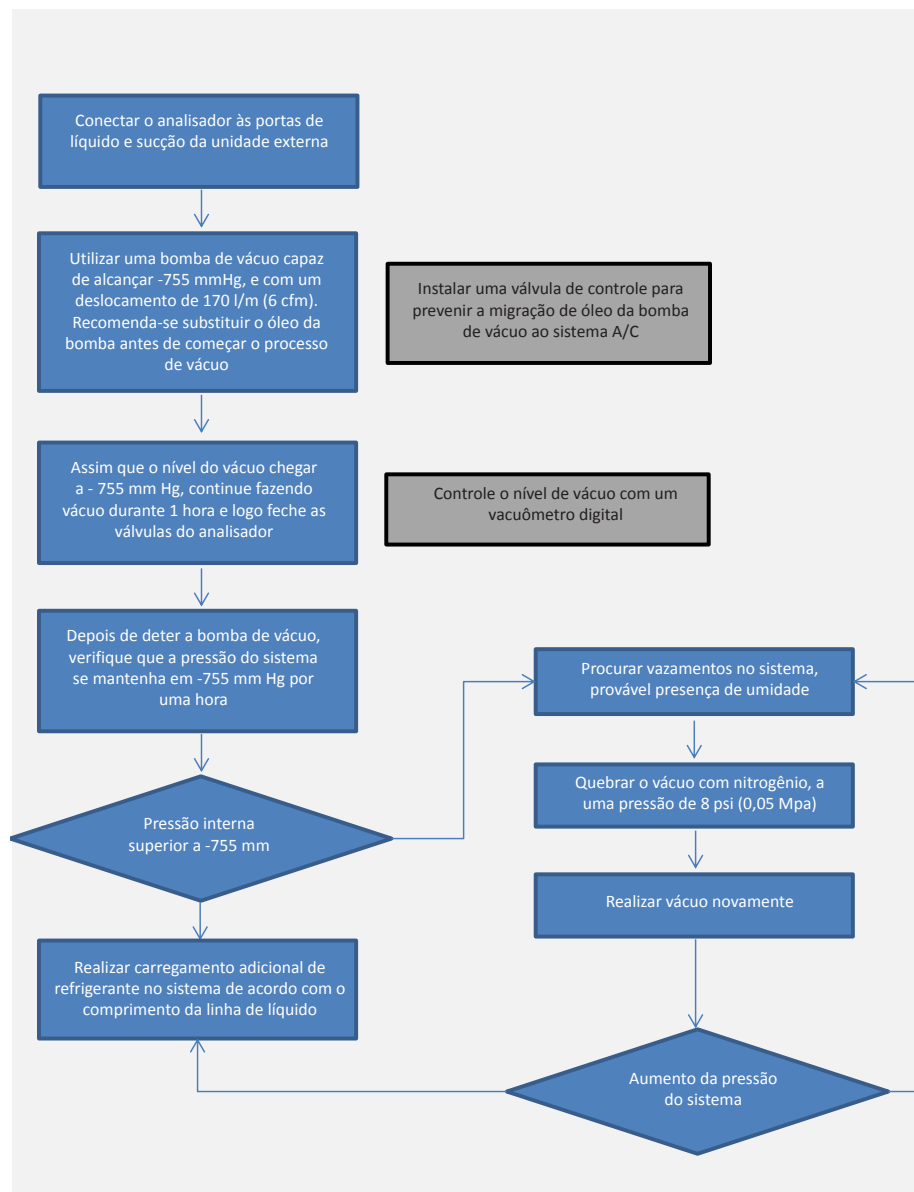 Conectar o analisador às portas de
líquido e sucção da unidade externa
Utilizar uma bomba de vácuo capaz
de alcançar -755 mmHg, e com um
deslocamento de 170 l/m (6 cfm).
Recomenda-se substituir o óleo da
bomba antes de começar o processo
de vácuo
Instalar uma válvula de controle para
prevenir a migração de óleo da bomba
de vácuo ao sistema A/C
Assim que o nível do vácuo chegar
a - 755 mm Hg, continue fazendo
vácuo durante 1 hora e logo feche as
válvulas do analisador
Controle o nível de vácuo com um
vacuômetro digital
Depois de deter a bomba de vácuo,
verifique que a pressão do sistema
se mantenha em -755 mm Hg por
uma hora
Pressão interna
superior a -755 mm
Realizar carregamento adicional de
refrigerante no sistema de acordo com o
comprimento da linha de líquido
Procurar vazamentos no sistema,
provável presença de umidade
Quebrar o vácuo com nitrogênio, a
uma pressão de 8 psi (0,05 Mpa)
Realizar vácuo novamente
Aumento da pressão
do sistema